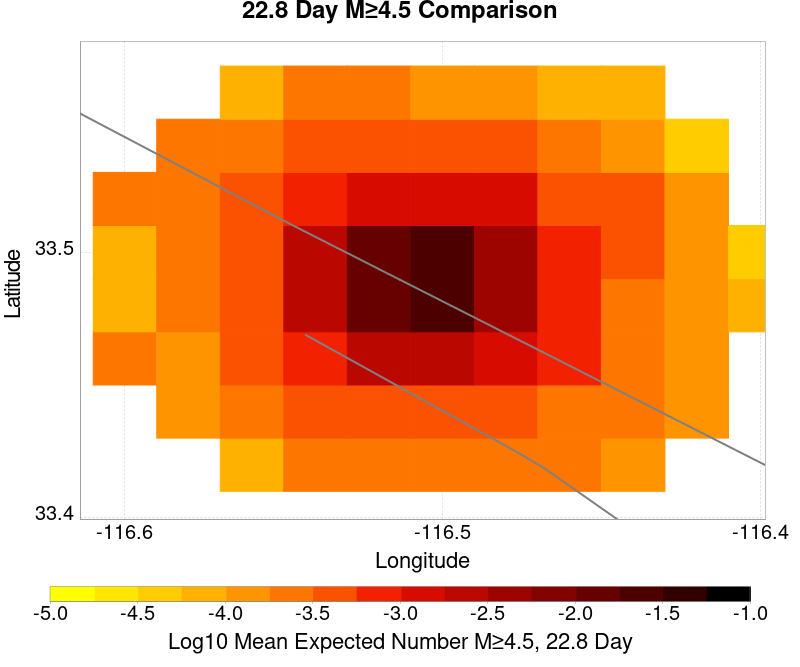 22.8 Day M≥4.5 Comparison
Latitude
33.5
33.4
-116.6 -116.5 -116.4
Longitude
-5.0 -4.5 -4.0 -3.5 -3.0 -2.5 -2.0 -1.5 -1.0
Log10 Mean Expected Number M≥4.5, 22.8 Day